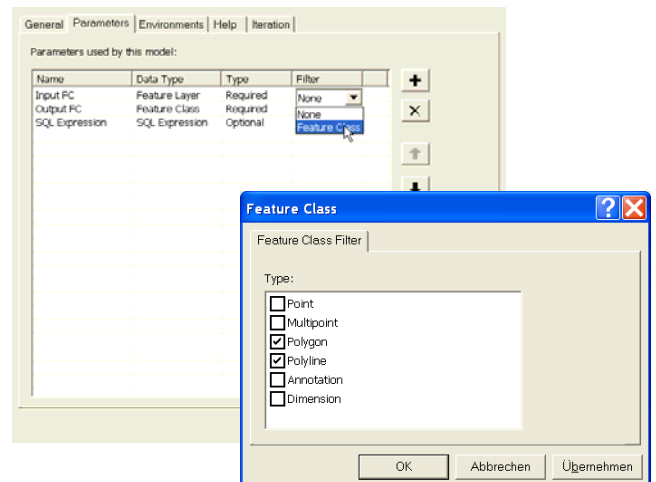 General Parameters Environments Help Iteration
Parameters used by this model:
Name Data Type Type Filter
Input FC Feature Layer Required None
Output FC Feature Class Required None
SQL Expression SQL Expression Optional Feature Class
Feature Class
Feature Class Filter
Type:
Point
Multipoint
Polygon
Polyline
Annotation
Dimension
OK Abbrechen Übernehmen